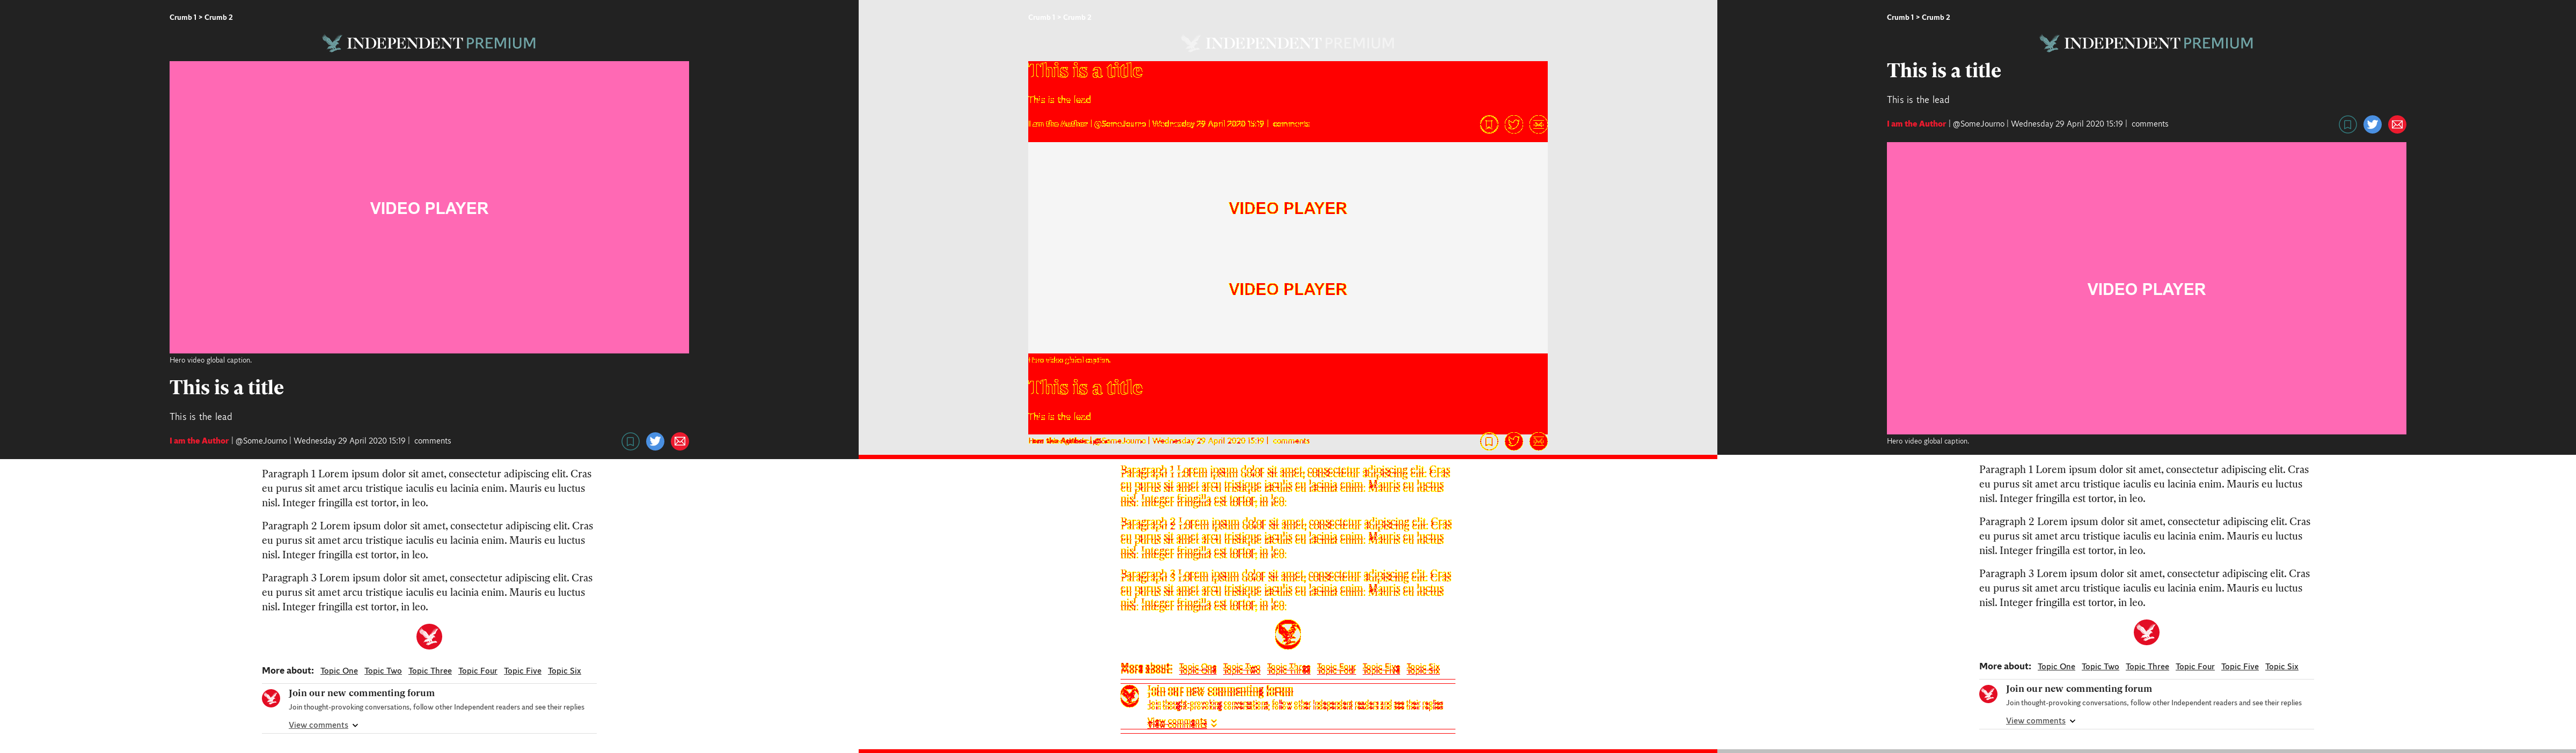 Crumb 1 > Crumb 2
INDEPENDENT PREMIUM
VIDEO PLAYER
Hero video global caption.
This is a title
This is the lead
I am the Author | @SomeJourno | Wednesday 29 April 2020 15:19 | comments
Paragraph 1 Lorem ipsum dolor sit amet, consectetur adipiscing elit. Cras
eu purus sit amet arcu tristique iaculis eu lacinia enim. Mauris eu luctus
nisl. Integer fringilla est tortor, in leo.
Paragraph 2 Lorem ipsum dolor sit amet, consectetur adipiscing elit. Cras
eu purus sit amet arcu tristique iaculis eu lacinia enim. Mauris eu luctus
nisl. Integer fringilla est tortor, in leo.
Paragraph 3 Lorem ipsum dolor sit amet, consectetur adipiscing elit. Cras
eu purus sit amet arcu tristique iaculis eu lacinia enim. Mauris eu luctus
nisl. Integer fringilla est tortor, in leo.
More about: Topic One Topic Two Topic Three Topic Four Topic Five Topic Six
Join our new commenting forum
Join thought-provoking conversations, follow other Independent readers and see their replies
View comments
Crumb 1 > Crumb 2
INDEPENDENT PREMIUM
This is a title
This is the lead
I am the Author | @SomeJourno | Wednesday 29 April 2020 15:19 | comments
VIDEO PLAYER
VIDEO PLAYER
Hero video global caption.
This is a title
This is the lead
I am the Author | @SomeJourno | Wednesday 29 April 2020 15:19 | comments
Paragraph 1 Lorem ipsum dolor sit amet, consectetur adipiscing elit. Cras
eu purus sit amet arcu tristique iaculis eu lacinia enim. Mauris eu luctus
nisl. Integer fringilla est tortor, in leo.
Paragraph 2 Lorem ipsum dolor sit amet, consectetur adipiscing elit. Cras
eu purus sit amet arcu tristique iaculis eu lacinia enim. Mauris eu luctus
nisl. Integer fringilla est tortor, in leo.
Paragraph 3 Lorem ipsum dolor sit amet, consectetur adipiscing elit. Cras
eu purus sit amet arcu tristique iaculis eu lacinia enim. Mauris eu luctus
nisl. Integer fringilla est tortor, in leo.
More about: Topic One Topic Two Topic Three Topic Four Topic Five Topic Six
Join our new commenting forum
Join thought-provoking conversations, follow other Independent readers and see their replies
View comments
Crumb 1 > Crumb 2
INDEPENDENT PREMIUM
This is a title
This is the lead
I am the Author | @SomeJourno | Wednesday 29 April 2020 15:19 | comments
VIDEO PLAYER
Hero video global caption.
Paragraph 1 Lorem ipsum dolor sit amet, consectetur adipiscing elit. Cras
eu purus sit amet arcu tristique iaculis eu lacinia enim. Mauris eu luctus
nisl. Integer fringilla est tortor, in leo.
Paragraph 2 Lorem ipsum dolor sit amet, consectetur adipiscing elit. Cras
eu purus sit amet arcu tristique iaculis eu lacinia enim. Mauris eu luctus
nisl. Integer fringilla est tortor, in leo.
Paragraph 3 Lorem ipsum dolor sit amet, consectetur adipiscing elit. Cras
eu purus sit amet arcu tristique iaculis eu lacinia enim. Mauris eu luctus
nisl. Integer fringilla est tortor, in leo.
More about: Topic One Topic Two Topic Three Topic Four Topic Five Topic Six
Join our new commenting forum
Join thought-provoking conversations, follow other Independent readers and see their replies
View comments